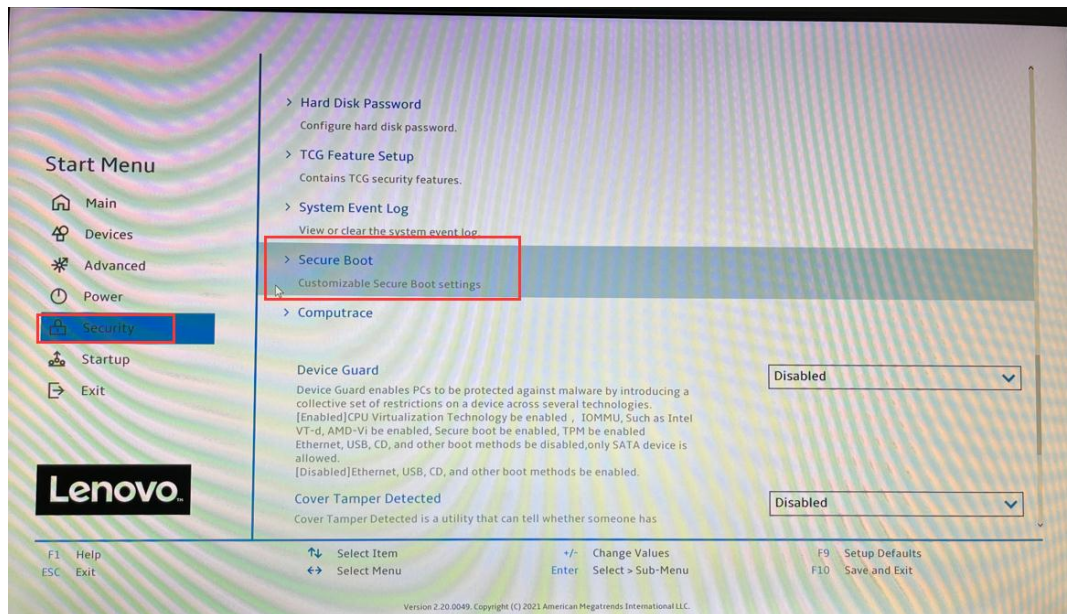 Start Menu
Main
Devices
Advanced
Power
Security
Startup
Exit
Lenovo
> Hard Disk Password
Configure hard disk password.
> TCG Feature Setup
Contains TCG security features.
> System Event Log
View or clear the system event log.
> Secure Boot
Customizable Secure Boot settings
> Computrace
Device Guard
Disabled
Device Guard enables PCs to be protected against malware by introducing a
collective set of restrictions on a device across several technologies.
[Enabled]CPU Virtualization Technology be enabled , IOMMU, Such as Intel
VT-d, AMD-Vi be enabled, Secure boot be enabled, TPM be enabled
Ethernet, USB, CD, and other boot methods be disabled,only SATA device is
allowed.
[Disabled]Ethernet, USB, CD, and other boot methods be enabled.
Cover Tamper Detected
Disabled
Cover Tamper Detected is a utility that can tell whether someone has
F1 Help
ESC Exit
↑↓ Select Item
←→ Select Menu
+/- Change Values
Enter Select > Sub-Menu
F9 Setup Defaults
F10 Save and Exit
Version 2.20.0049. Copyright (C) 2021 American Megatrends International LLC.